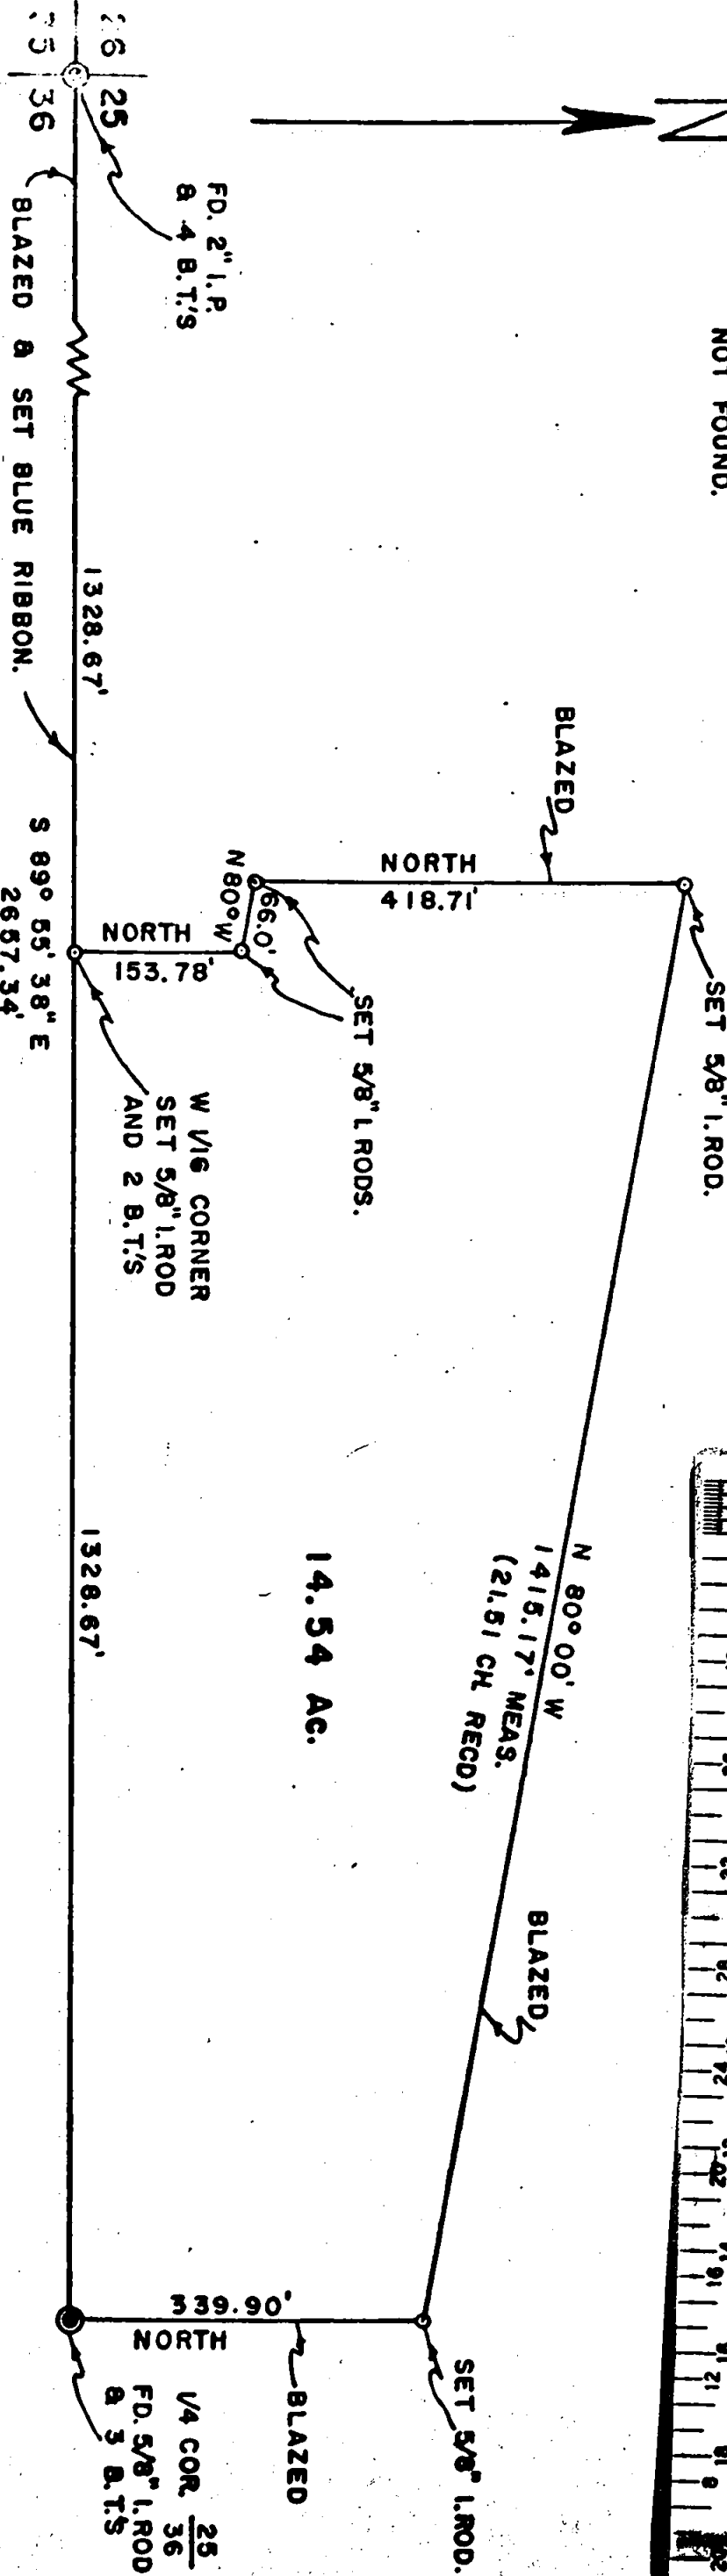 NOT FOUND.
N
SET 5/8" I. ROD.
BLAZED
NORTH
418.71'
N 80° W
66.0'
SET 5/8" I. RODS.
NORTH
153.78'
W 1/16 CORNER
SET 5/8" I. ROD
AND 2 B.T.'S
FD. 2" I.P.
& 4 B.T.'S
25
36
BLAZED & SET BLUE RIBBON.
1328.67'
S 89° 55' 38" E
2657.34'
1328.67'
14.54 AC.
N 80° 00' W
1415.17' MEAS.
(21.51 CH. RECD)
BLAZED
SET 5/8" I. ROD.
339.90'
NORTH
BLAZED
1/4 COR. 25
36
FD. 5/8" I. ROD
& 3 B.T.'S
24
12
8